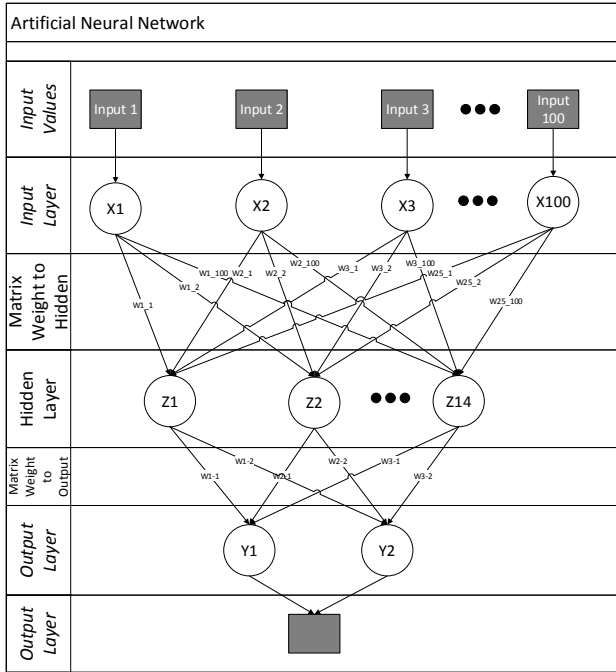 Artificial Neural Network
Input
Values
Input 1
Input 2
Input 3
Input
100
Input
Layer
X1
X2
X3
X100
Matrix
Weight to
Hidden
W1_1
W1_2
W1_100
W2_1
W2_2
W2_100
W3_1
W3_2
W3_100
W25_1
W25_2
W25_100
Hidden
Layer
Z1
Z2
Z14
Matrix
Weight
to
Output
W1-1
W1-2
W2-1
W2-2
W3-1
W3-2
Output
Layer
Y1
Y2
Output
Layer